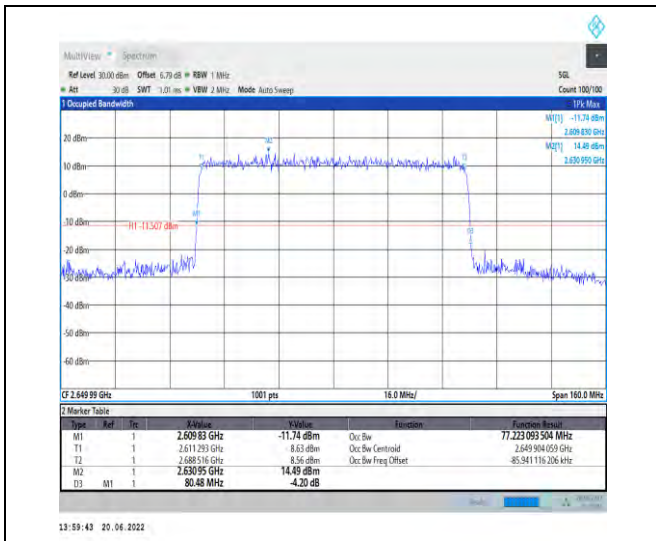 MultiView Spectrum
Ref Level 30.00 dBm Offset 6.79 dB RBW 1 MHz SGL
Att 30 dB SWT 1.01 ms VBW 2 MHz Mode Auto Sweep Count 100/100
1 Occupied Bandwidth 1Pk Max
M1[1] -11.74 dBm
2.609 830 GHz
M2[1] 14.49 dBm
2.630 950 GHz
20 dBm
M2
T1 T2
10 dBm
0 dBm
M1
-10 dBm
H1 -11.507 dBm
D3
-20 dBm
-30 dBm
-40 dBm
-50 dBm
-60 dBm
CF 2.649 99 GHz 1001 pts 16.0 MHz/ Span 160.0 MHz
2 Marker Table
Type Ref Trc X-Value Y-Value Function Function Result
M1 1 2.609 83 GHz -11.74 dBm Occ Bw 77.223 093 504 MHz
T1 1 2.611 293 GHz 8.63 dBm Occ Bw Centroid 2.649 904 059 GHz
T2 1 2.688 516 GHz 8.56 dBm Occ Bw Freq Offset -85.941 116 206 kHz
M2 1 2.630 95 GHz 14.49 dBm
D3 M1 1 80.48 MHz -4.20 dB
13:59:43 20.06.2022